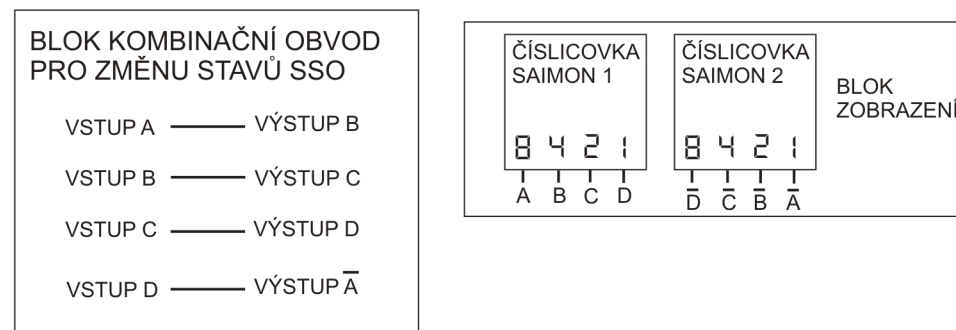 BLOK KOMBINAČNÍ OBVOD
PRO ZMĚNU STAVŮ SSO
VSTUP A VÝSTUP B
VSTUP B VÝSTUP C
VSTUP C VÝSTUP D
VSTUP D VÝSTUP A̅
ČÍSLICOVKA
SAIMON 1
8 4 2 1
A B C D
ČÍSLICOVKA
SAIMON 2
8 4 2 1
D̅ C̅ B̅ A̅
BLOK
ZOBRAZENÍ